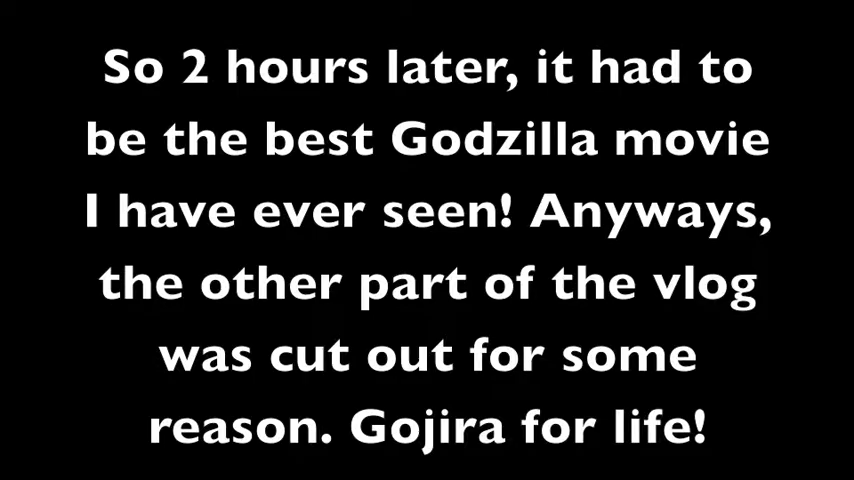 So 2 hours later, it had to
be the best Godzilla movie
I have ever seen! Anyways,
the other part of the vlog
was cut out for some
reason. Gojira for life!